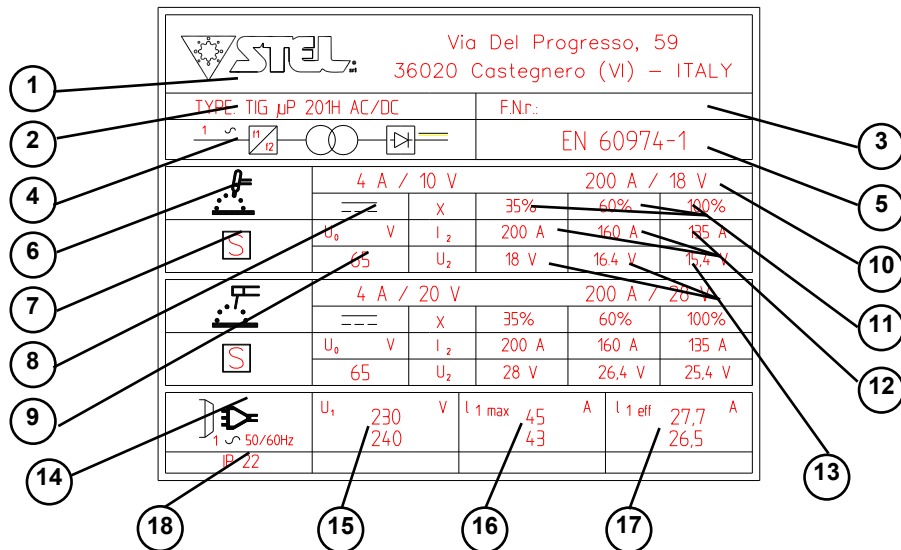 STEL srl
Via Del Progresso, 59
36020 Castegnero (VI) – ITALY
TYPE: TIG µP 201H AC/DC F.N.r.:
1 ~ f1 f2 EN 60974-1
4 A / 10 V 200 A / 18 V
X 35% 60% 100%
S U₀ V I₂ 200 A 160 A 135 A
65 U₂ 18 V 16.4 V 15,4 V
4 A / 20 V 200 A / 28 V
X 35% 60% 100%
S U₀ V I₂ 200 A 160 A 135 A
65 U₂ 28 V 26,4 V 25,4 V
U₁ 230 V I 1 max 45 A I 1 eff 27,7 A
1 ~ 50/60Hz 240 43 26,5
IP 22
1
2
4
6
7
8
9
14
18
15
16
17
3
5
10
11
12
13